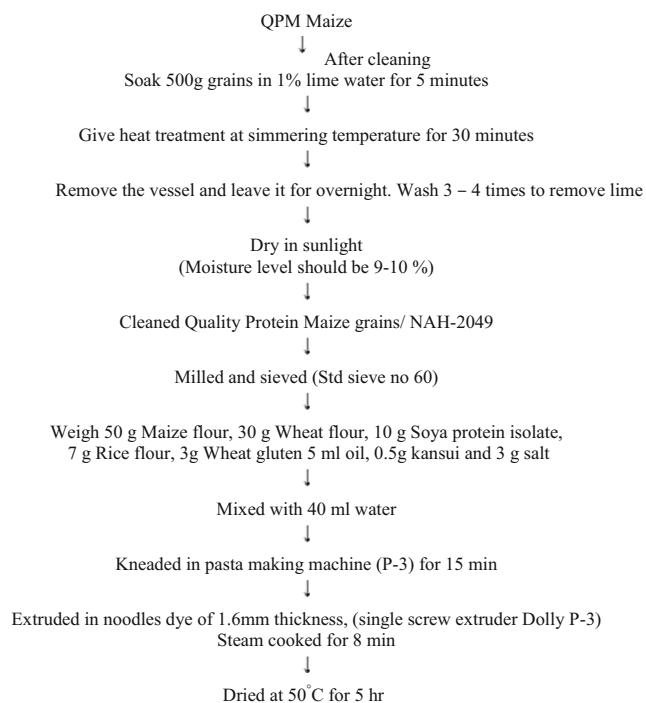 QPM Maize
↓
After cleaning
Soak 500g grains in 1% lime water for 5 minutes
↓
Give heat treatment at simmering temperature for 30 minutes
↓
Remove the vessel and leave it for overnight. Wash 3 – 4 times to remove lime
↓
Dry in sunlight
(Moisture level should be 9-10 %)
↓
Cleaned Quality Protein Maize grains/ NAH-2049
↓
Milled and sieved (Std sieve no 60)
↓
Weigh 50 g Maize flour, 30 g Wheat flour, 10 g Soya protein isolate,
7 g Rice flour, 3g Wheat gluten 5 ml oil, 0.5g kansui and 3 g salt
↓
Mixed with 40 ml water
↓
Kneaded in pasta making machine (P-3) for 15 min
↓
Extruded in noodles dye of 1.6mm thickness, (single screw extruder Dolly P-3)
Steam cooked for 8 min
↓
Dried at 50°C for 5 hr